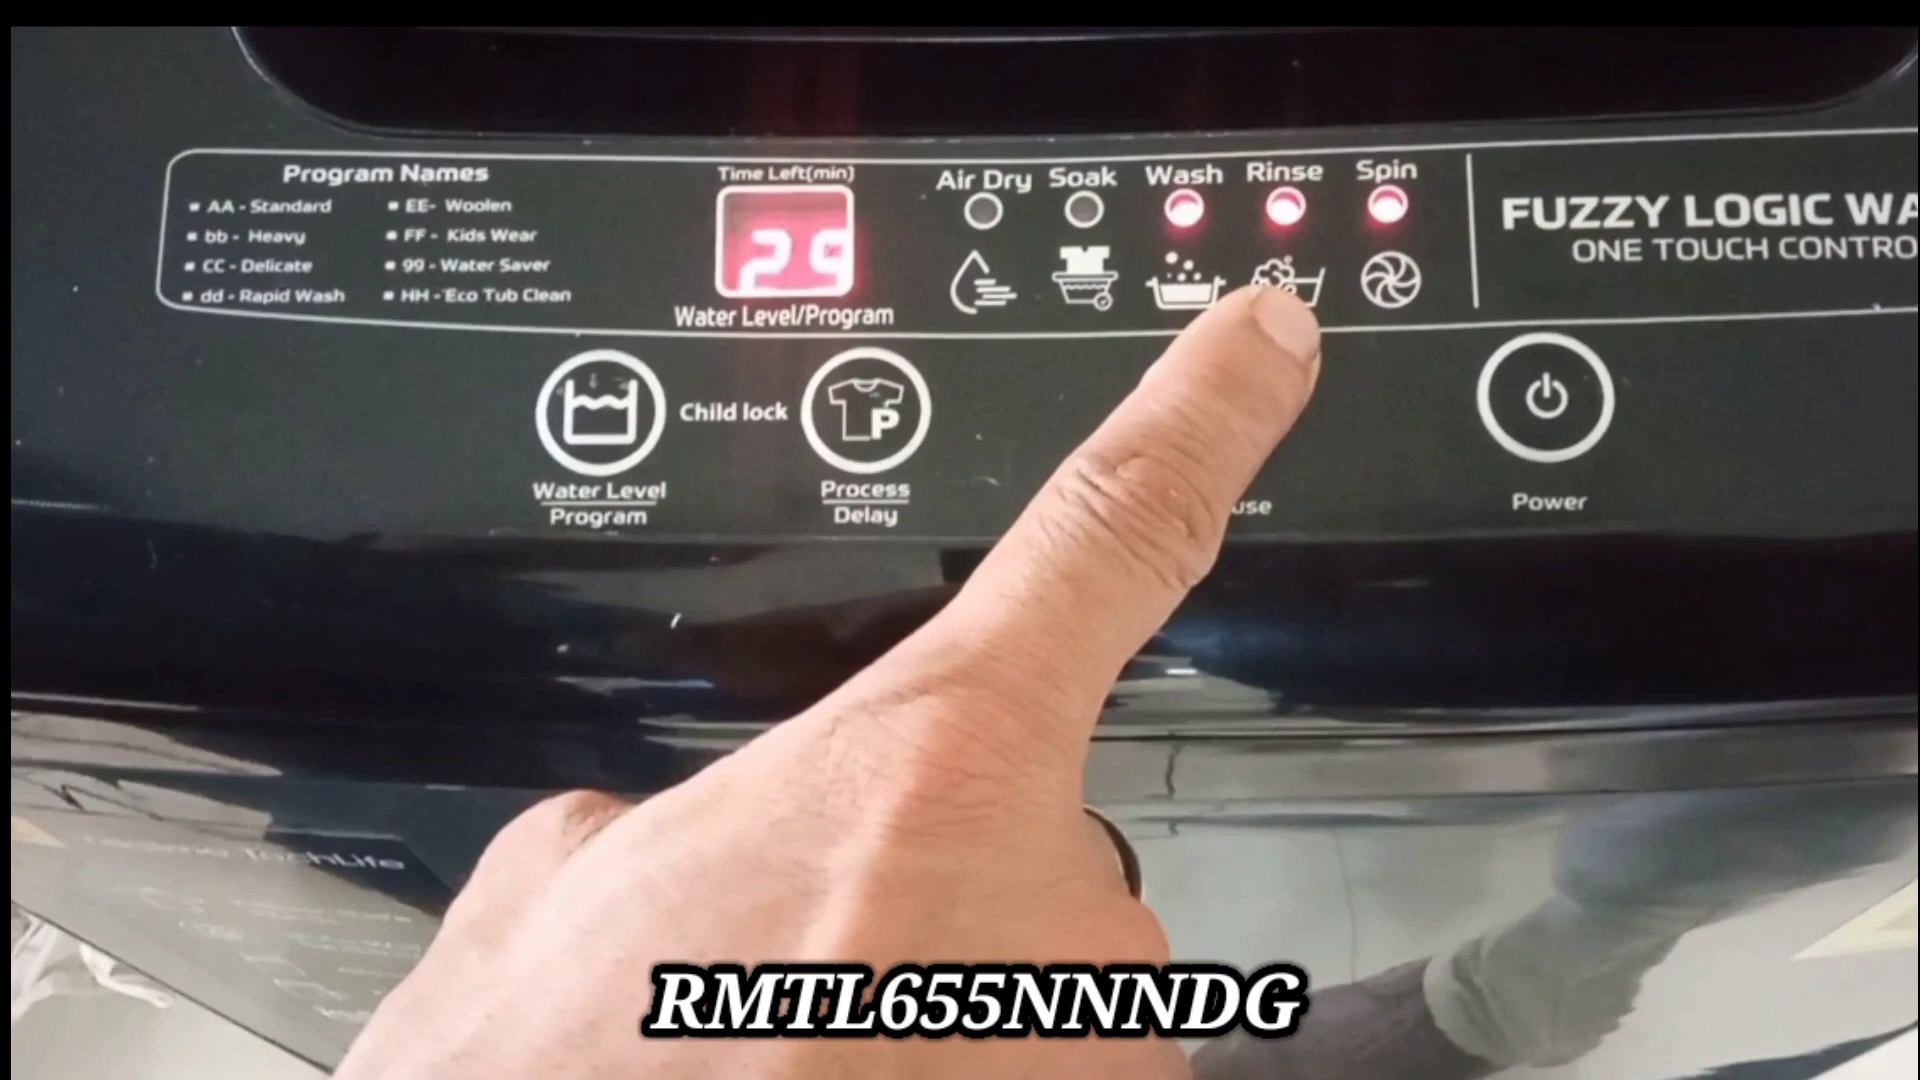 Program Names
AA - Standard
bb - Heavy
CC - Delicate
dd - Rapid Wash
EE- Woolen
FF - Kids Wear
99 - Water Saver
HH - Eco Tub Clean
Time Left(min)
29
Water Level/Program
Air Dry
Soak
Wash
Rinse
Spin
FUZZY LOGIC WA
ONE TOUCH CONTRO
Child lock
P
Water Level
Program
Process
Delay
use
Power
TechLife
RMTL655NNNDG